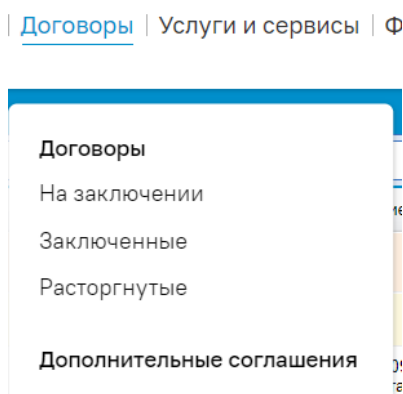 Договоры Услуги и сервисы
Договоры
На заключении
Заключенные
Расторгнутые
Дополнительные соглашения